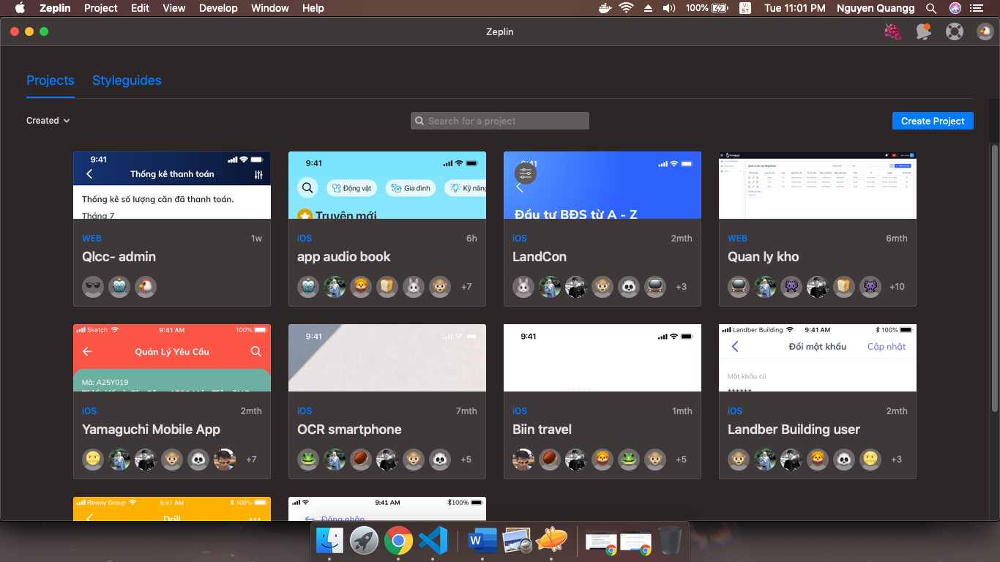 Zeplin Project Edit View Develop Window Help 100% VI ST Tue 11:01 PM Nguyen Quangg
Zeplin
Projects Styleguides
Created Search for a project Create Project
9:41
Thống kê thanh toán
Thống kê số lượng căn đã thanh toán.
Tháng 7
WEB 1w
Qlcc- admin
9:41
Động vật Gia đình Kỹ năng
Truyện mới
iOS 6h
app audio book
+7
9:41
Đầu tư BĐS từ A - Z
iOS 2mth
LandCon
+3
WEB 6mth
Quan ly kho
+10
Sketch 9:41 AM 100%
Quản Lý Yêu Cầu
Mã: A25Y019
iOS 2mth
Yamaguchi Mobile App
+7
9:41
iOS 7mth
OCR smartphone
+5
9:41
iOS 1mth
Biin travel
+5
Landber Building 9:41 AM 100%
Đổi mật khẩu Cập nhật
Mật khẩu cũ
******
iOS 2mth
Landber Building user
+3
Reway Group 9:41 AM 100%
Drill
9:41 AM 100%
Đăng nhập